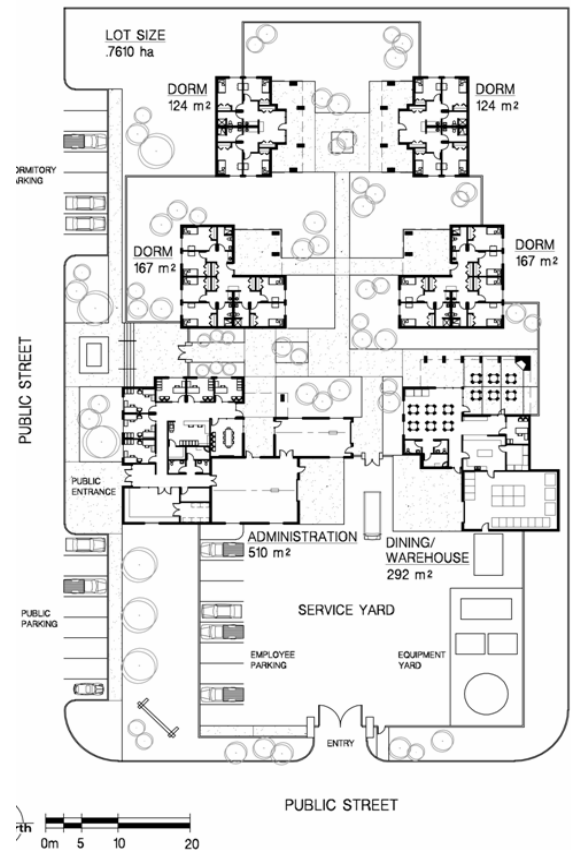 LOT SIZE
.7610 ha
DORM
124 m²
DORM
124 m²
DORM
167 m²
DORM
167 m²
PUBLIC STREET
PUBLIC
ENTRANCE
ADMINISTRATION
510 m²
DINING/
WAREHOUSE
292 m²
SERVICE YARD
PUBLIC
PARKING
EMPLOYEE
PARKING
EQUIPMENT
YARD
ENTRY
PUBLIC STREET
0m 5 10 20